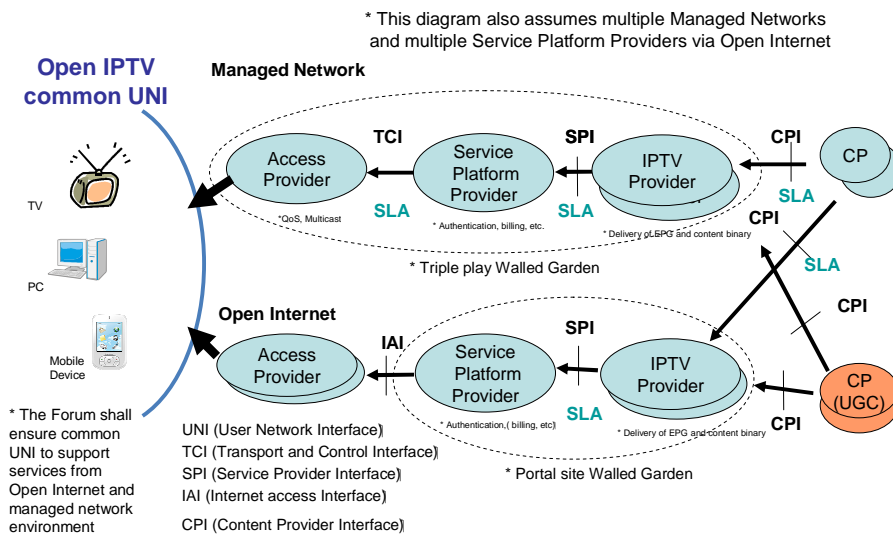 * This diagram also assumes multiple Managed Networks
and multiple Service Platform Providers via Open Internet
Open IPTV
common UNI
Managed Network
TCI
SPI
CPI
Access
Provider
Service
Platform
Provider
IPTV
Provider
CP
SLA
SLA
SLA
*QoS, Multicast
* Authentication, billing, etc.
* Delivery of EPG and content binary
CPI
SLA
* Triple play Walled Garden
TV
PC
Mobile
Device
Open Internet
IAI
SPI
CPI
Access
Provider
Service
Platform
Provider
IPTV
Provider
CP
(UGC)
SLA
CPI
* Authentication,( billing, etc)
* Delivery of EPG and content binary
* Portal site Walled Garden
* The Forum shall
ensure common
UNI to support
services from
Open Internet and
managed network
environment
UNI (User Network Interface)
TCI (Transport and Control Interface)
SPI (Service Provider Interface)
IAI (Internet access Interface)
CPI (Content Provider Interface)